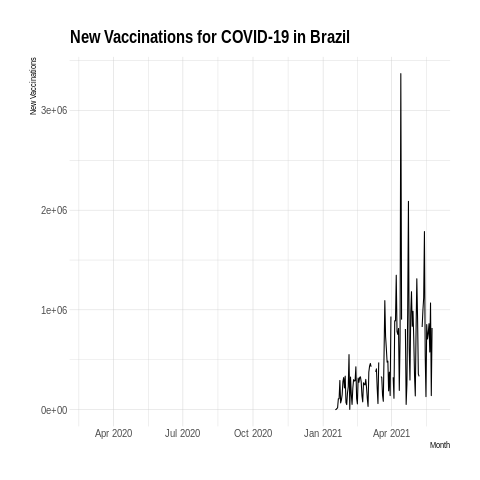 New Vaccinations for COVID-19 in Brazil
New Vaccinations
3e+06
2e+06
1e+06
0e+00
Apr 2020 Jul 2020 Oct 2020 Jan 2021 Apr 2021
Month